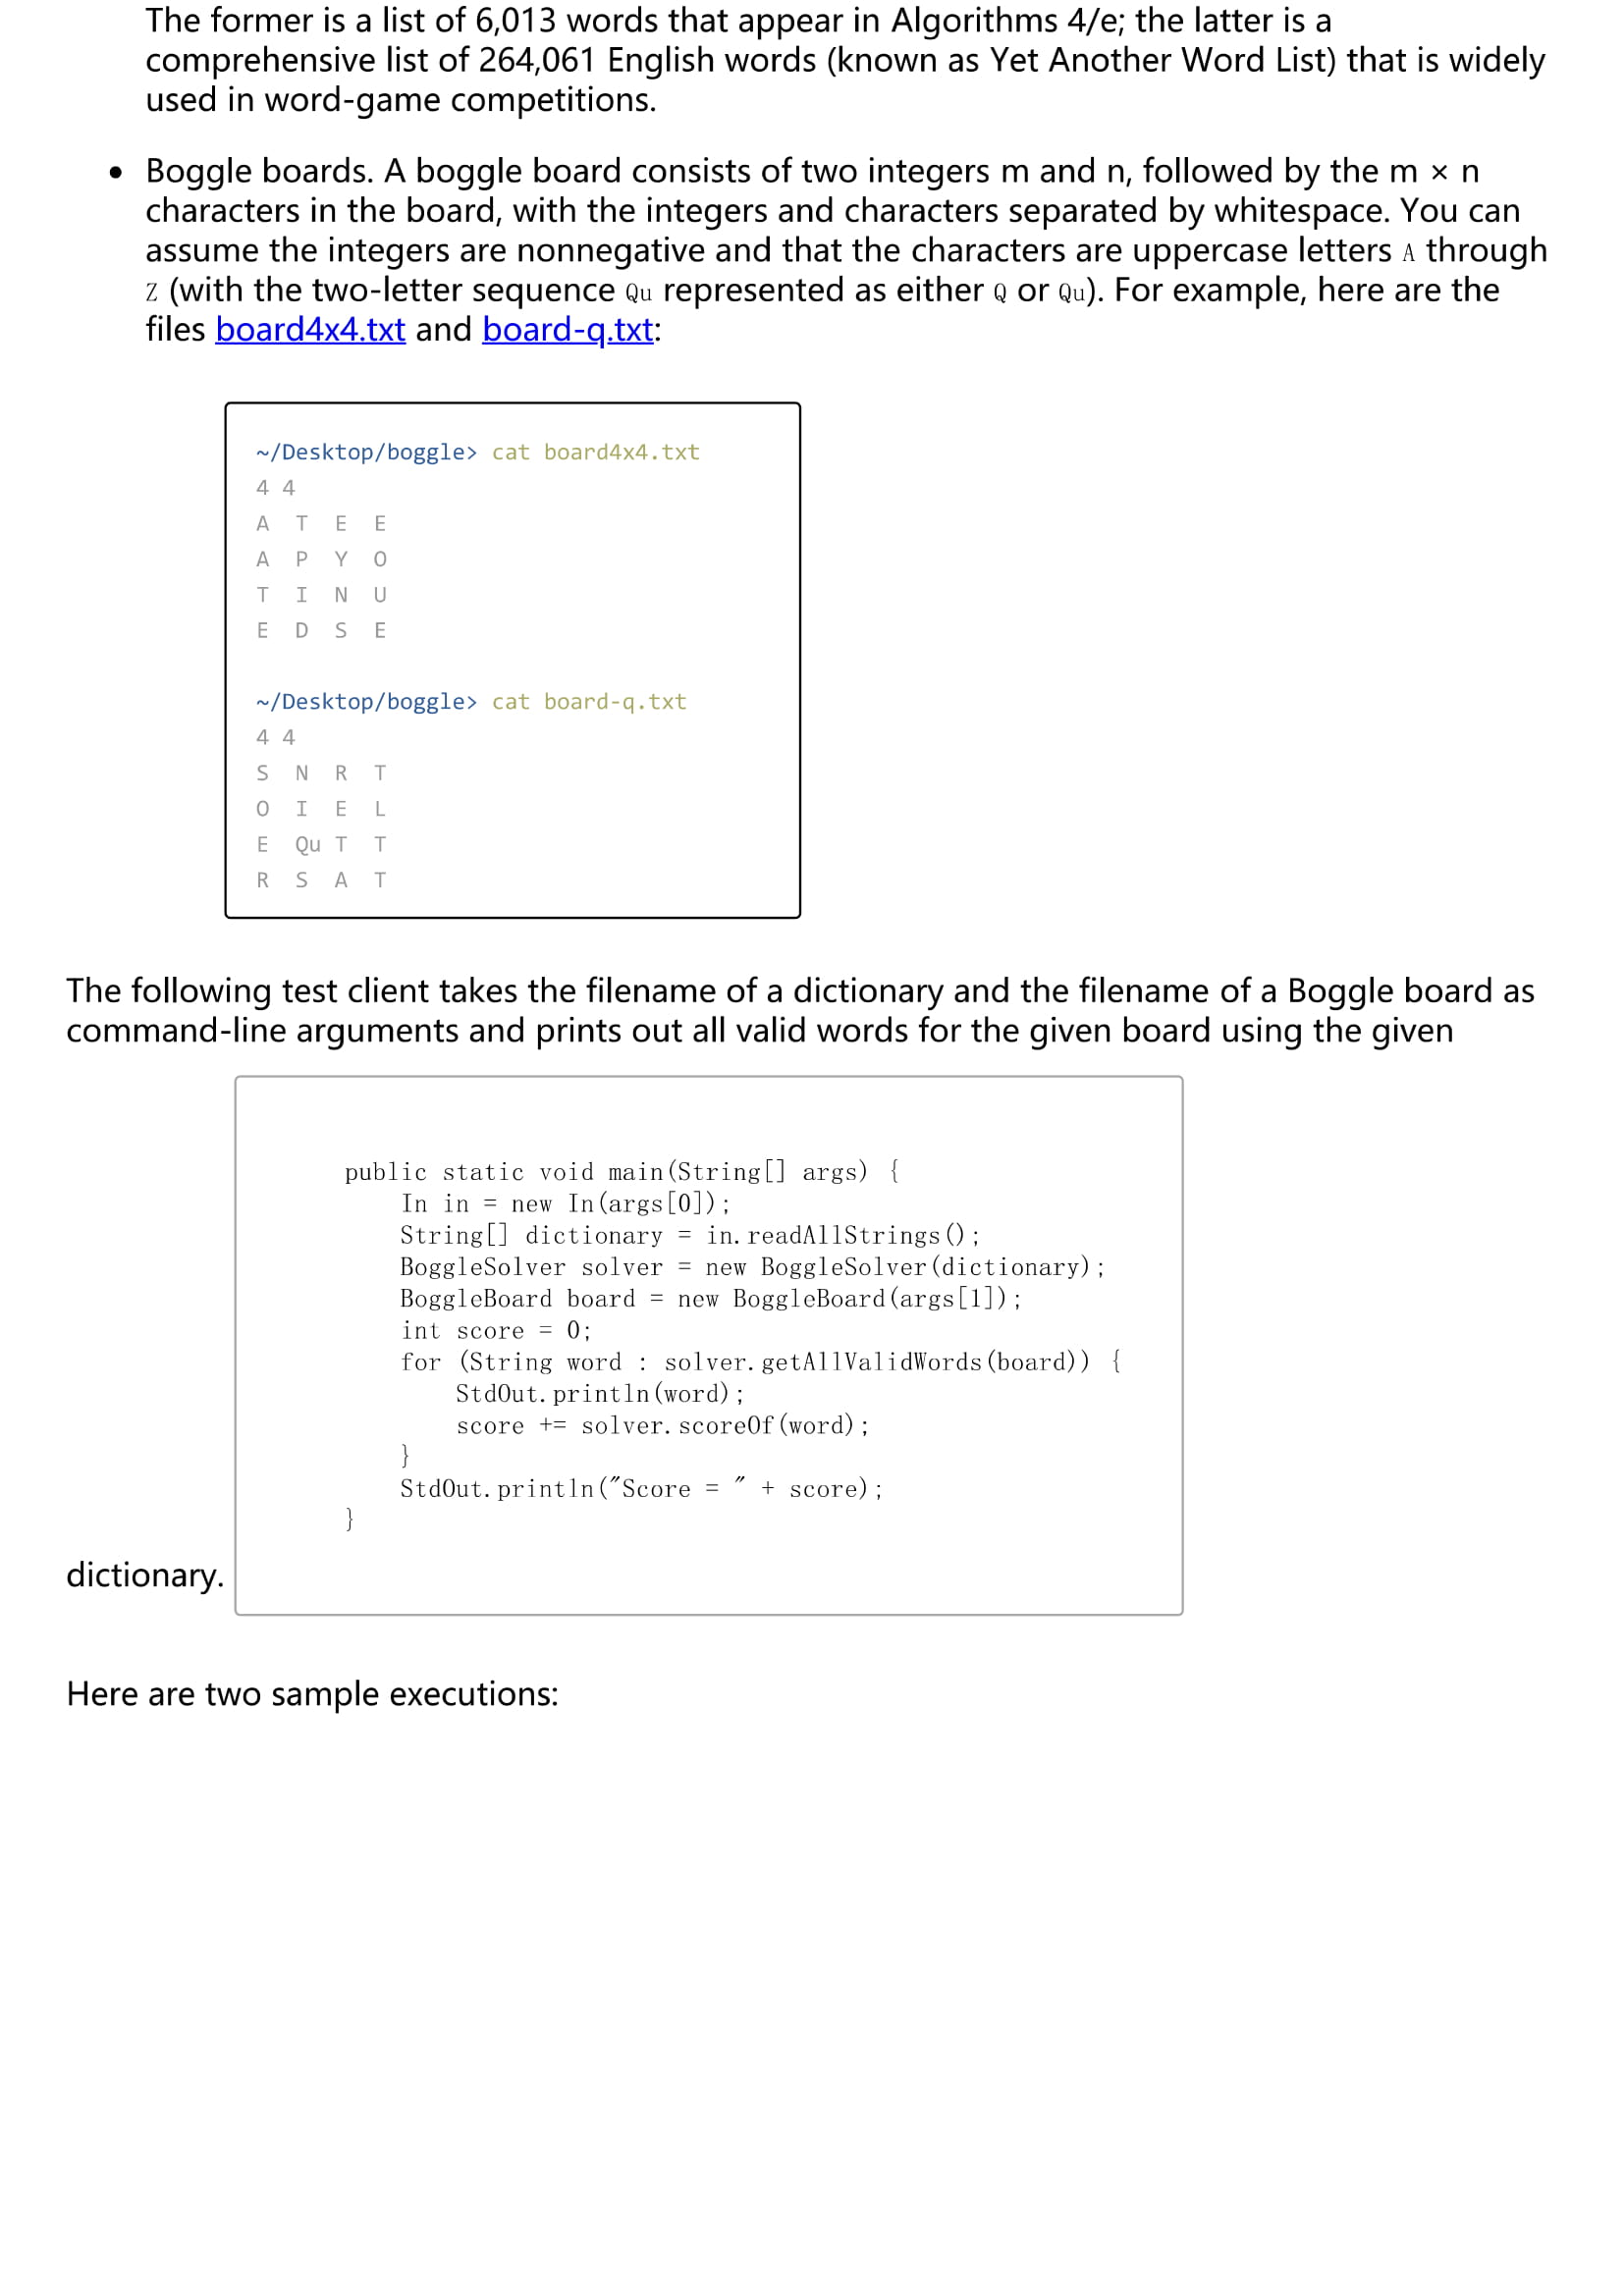 The former is a list of 6,013 words that appear in Algorithms 4/e; the latter is a
comprehensive list of 264,061 English words (known as Yet Another Word List) that is widely
used in word-game competitions.
• Boggle boards. A boggle board consists of two integers m and n, followed by the m × n
characters in the board, with the integers and characters separated by whitespace. You can
assume the integers are nonnegative and that the characters are uppercase letters A through
Z (with the two-letter sequence Qu represented as either Q or Qu). For example, here are the
files board4x4.txt and board-q.txt:
~/Desktop/boggle> cat board4x4.txt
4 4
A  T  E  E
A  P  Y  O
T  I  N  U
E  D  S  E
~/Desktop/boggle> cat board-q.txt
4 4
S  N  R  T
O  I  E  L
E  Qu T  T
R  S  A  T
The following test client takes the filename of a dictionary and the filename of a Boggle board as
command-line arguments and prints out all valid words for the given board using the given
public static void main(String[] args) {
    In in = new In(args[0]);
    String[] dictionary = in.readAllStrings();
    BoggleSolver solver = new BoggleSolver(dictionary);
    BoggleBoard board = new BoggleBoard(args[1]);
    int score = 0;
    for (String word : solver.getAllValidWords(board)) {
        StdOut.println(word);
        score += solver.scoreOf(word);
    }
    StdOut.println("Score = " + score);
}
dictionary.
Here are two sample executions: